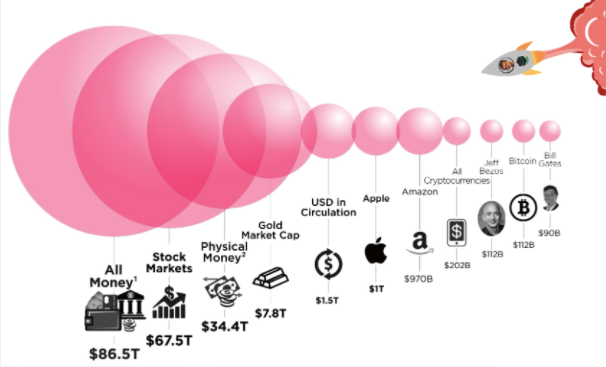 All
Money¹
$86.5T
Stock
Markets
$67.5T
Physical
Money²
$34.4T
Gold
Market Cap
$7.8T
USD in
Circulation
$1.5T
Apple
$1T
Amazon
a
$970B
All
Cryptocurrencies
$202B
Jeff
Bezos
$112B
Bitcoin
$112B
Bill
Gates
$90B